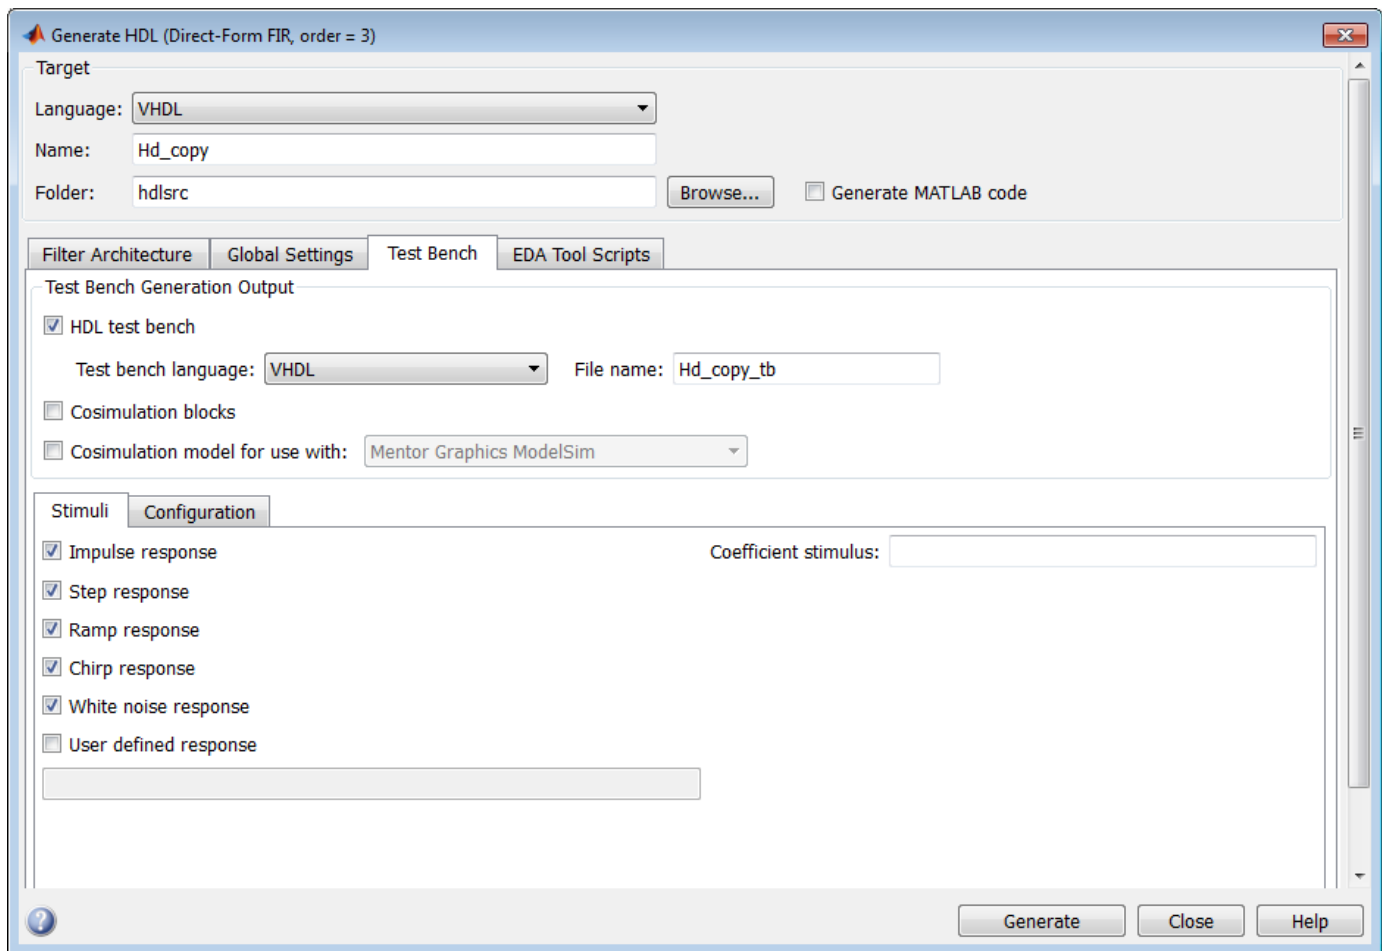 Generate HDL (Direct-Form FIR, order = 3)
Target
Language: VHDL
Name: Hd_copy
Folder: hdlsrc Browse... Generate MATLAB code
Filter Architecture Global Settings Test Bench EDA Tool Scripts
Test Bench Generation Output
HDL test bench
Test bench language: VHDL File name: Hd_copy_tb
Cosimulation blocks
Cosimulation model for use with: Mentor Graphics ModelSim
Stimuli Configuration
Impulse response Coefficient stimulus:
Step response
Ramp response
Chirp response
White noise response
User defined response
? Generate Close Help